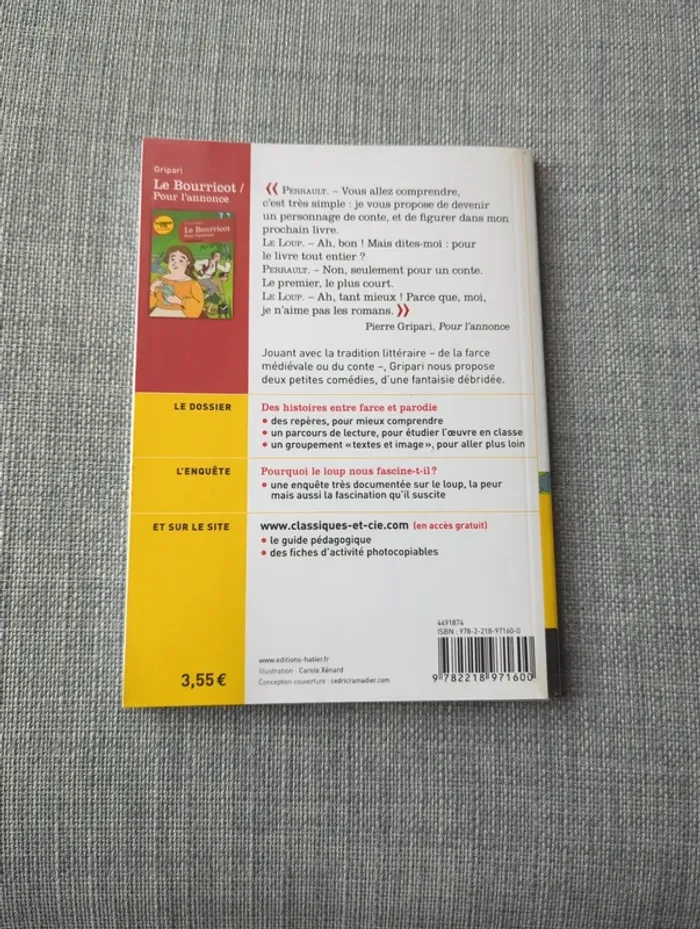 Gripari
Le Bourricot /
Pour l'annonce
Le Bourricot
Pour l'annonce
« PERRAULT. – Vous allez comprendre,
c'est très simple : je vous propose de devenir
un personnage de conte, et de figurer dans mon
prochain livre.
LE LOUP. – Ah, bon ! Mais dites-moi : pour
le livre tout entier ?
PERRAULT. – Non, seulement pour un conte.
Le premier, le plus court.
LE LOUP. – Ah, tant mieux ! Parce que, moi,
je n'aime pas les romans. »
Pierre Gripari, Pour l'annonce
Jouant avec la tradition littéraire – de la farce
médiévale ou du conte –, Gripari nous propose
deux petites comédies, d'une fantaisie débridée.
LE DOSSIER
Des histoires entre farce et parodie
• des repères, pour mieux comprendre
• un parcours de lecture, pour étudier l'œuvre en classe
• un groupement « textes et image », pour aller plus loin
L'ENQUÊTE
Pourquoi le loup nous fascine-t-il ?
• une enquête très documentée sur le loup, la peur
mais aussi la fascination qu'il suscite
ET SUR LE SITE
www.classiques-et-cie.com (en accès gratuit)
• le guide pédagogique
• des fiches d'activité photocopiables
4491874
ISBN : 978-2-218-97160-0
9 782218 971600
www.editions-hatier.fr
Illustration : Carole Xénard
Conception couverture : cedricramadier.com
3,55 €